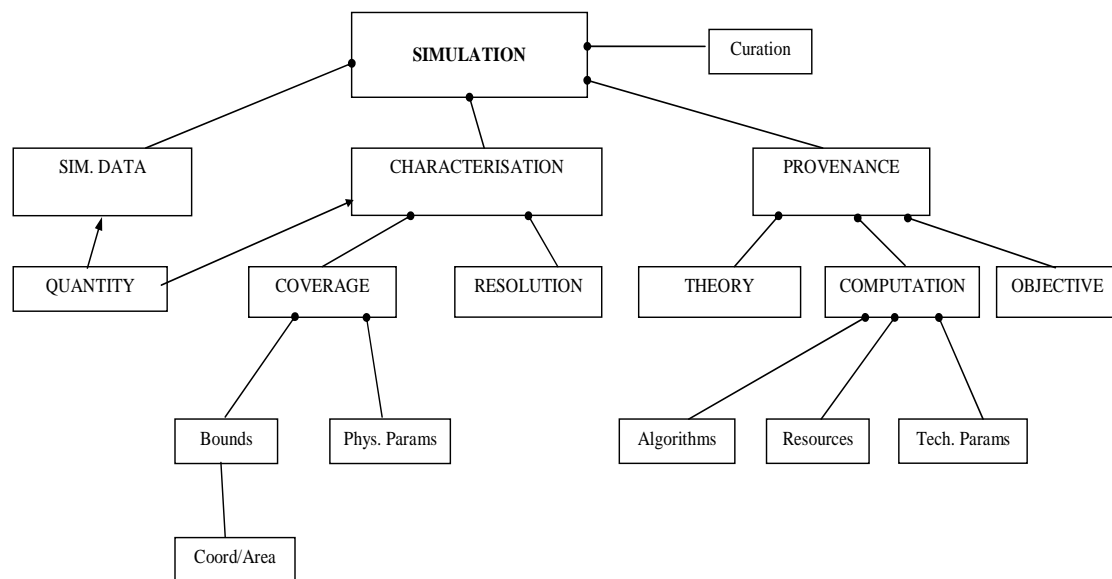 SIMULATION
Curation
SIM. DATA
CHARACTERISATION
PROVENANCE
QUANTITY
COVERAGE
RESOLUTION
THEORY
COMPUTATION
OBJECTIVE
Bounds
Phys. Params
Algorithms
Resources
Tech. Params
Coord/Area